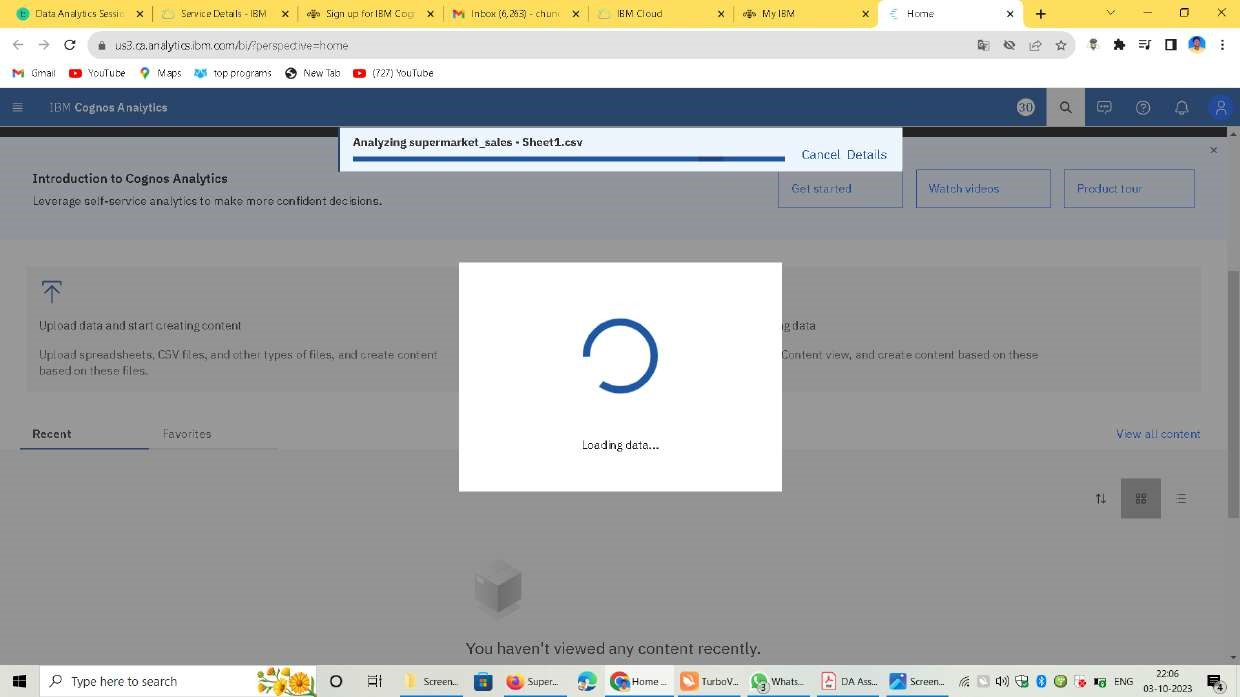 Data Analytics Sessio
Service Details - IBM
Sign up for IBM Cog
Inbox (6,263) - chun
IBM Cloud
My IBM
Home
us3.ca.analytics.ibm.com/bi/?perspective=home
Gmail
YouTube
Maps
top programs
New Tab
(727) YouTube
IBM Cognos Analytics
30
Analyzing supermarket_sales - Sheet1.csv
Cancel Details
Introduction to Cognos Analytics
Leverage self-service analytics to make more confident decisions.
Get started
Watch videos
Product tour
Upload data and start creating content
g data
Upload spreadsheets, CSV files, and other types of files, and create content
based on these files.
Content view, and create content based on these
Loading data...
Recent
Favorites
View all content
You haven't viewed any content recently.
Type here to search
Screen...
Super...
Home ...
TurboV...
3
Whats...
DA Ass...
Screen...
ENG
22:06
03-10-2023
4